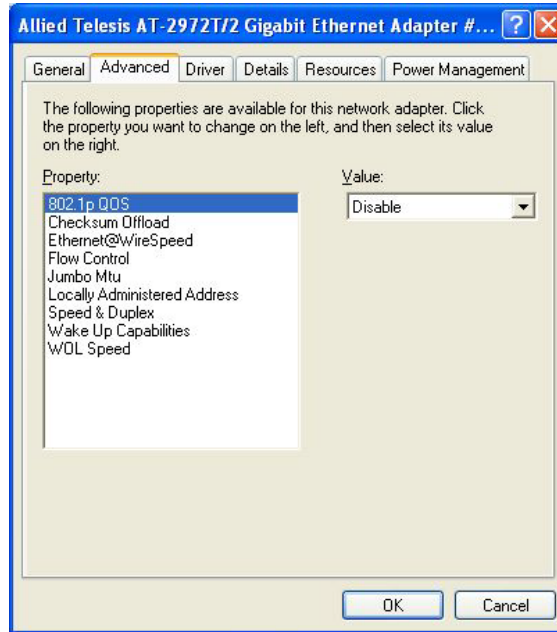 Allied Telesis AT-2972T/2 Gigabit Ethernet Adapter #...
General Advanced Driver Details Resources Power Management
The following properties are available for this network adapter. Click
the property you want to change on the left, and then select its value
on the right.
Property: Value:
802.1p QOS Disable
Checksum Offload
Ethernet@WireSpeed
Flow Control
Jumbo Mtu
Locally Administered Address
Speed & Duplex
Wake Up Capabilities
WOL Speed
OK Cancel